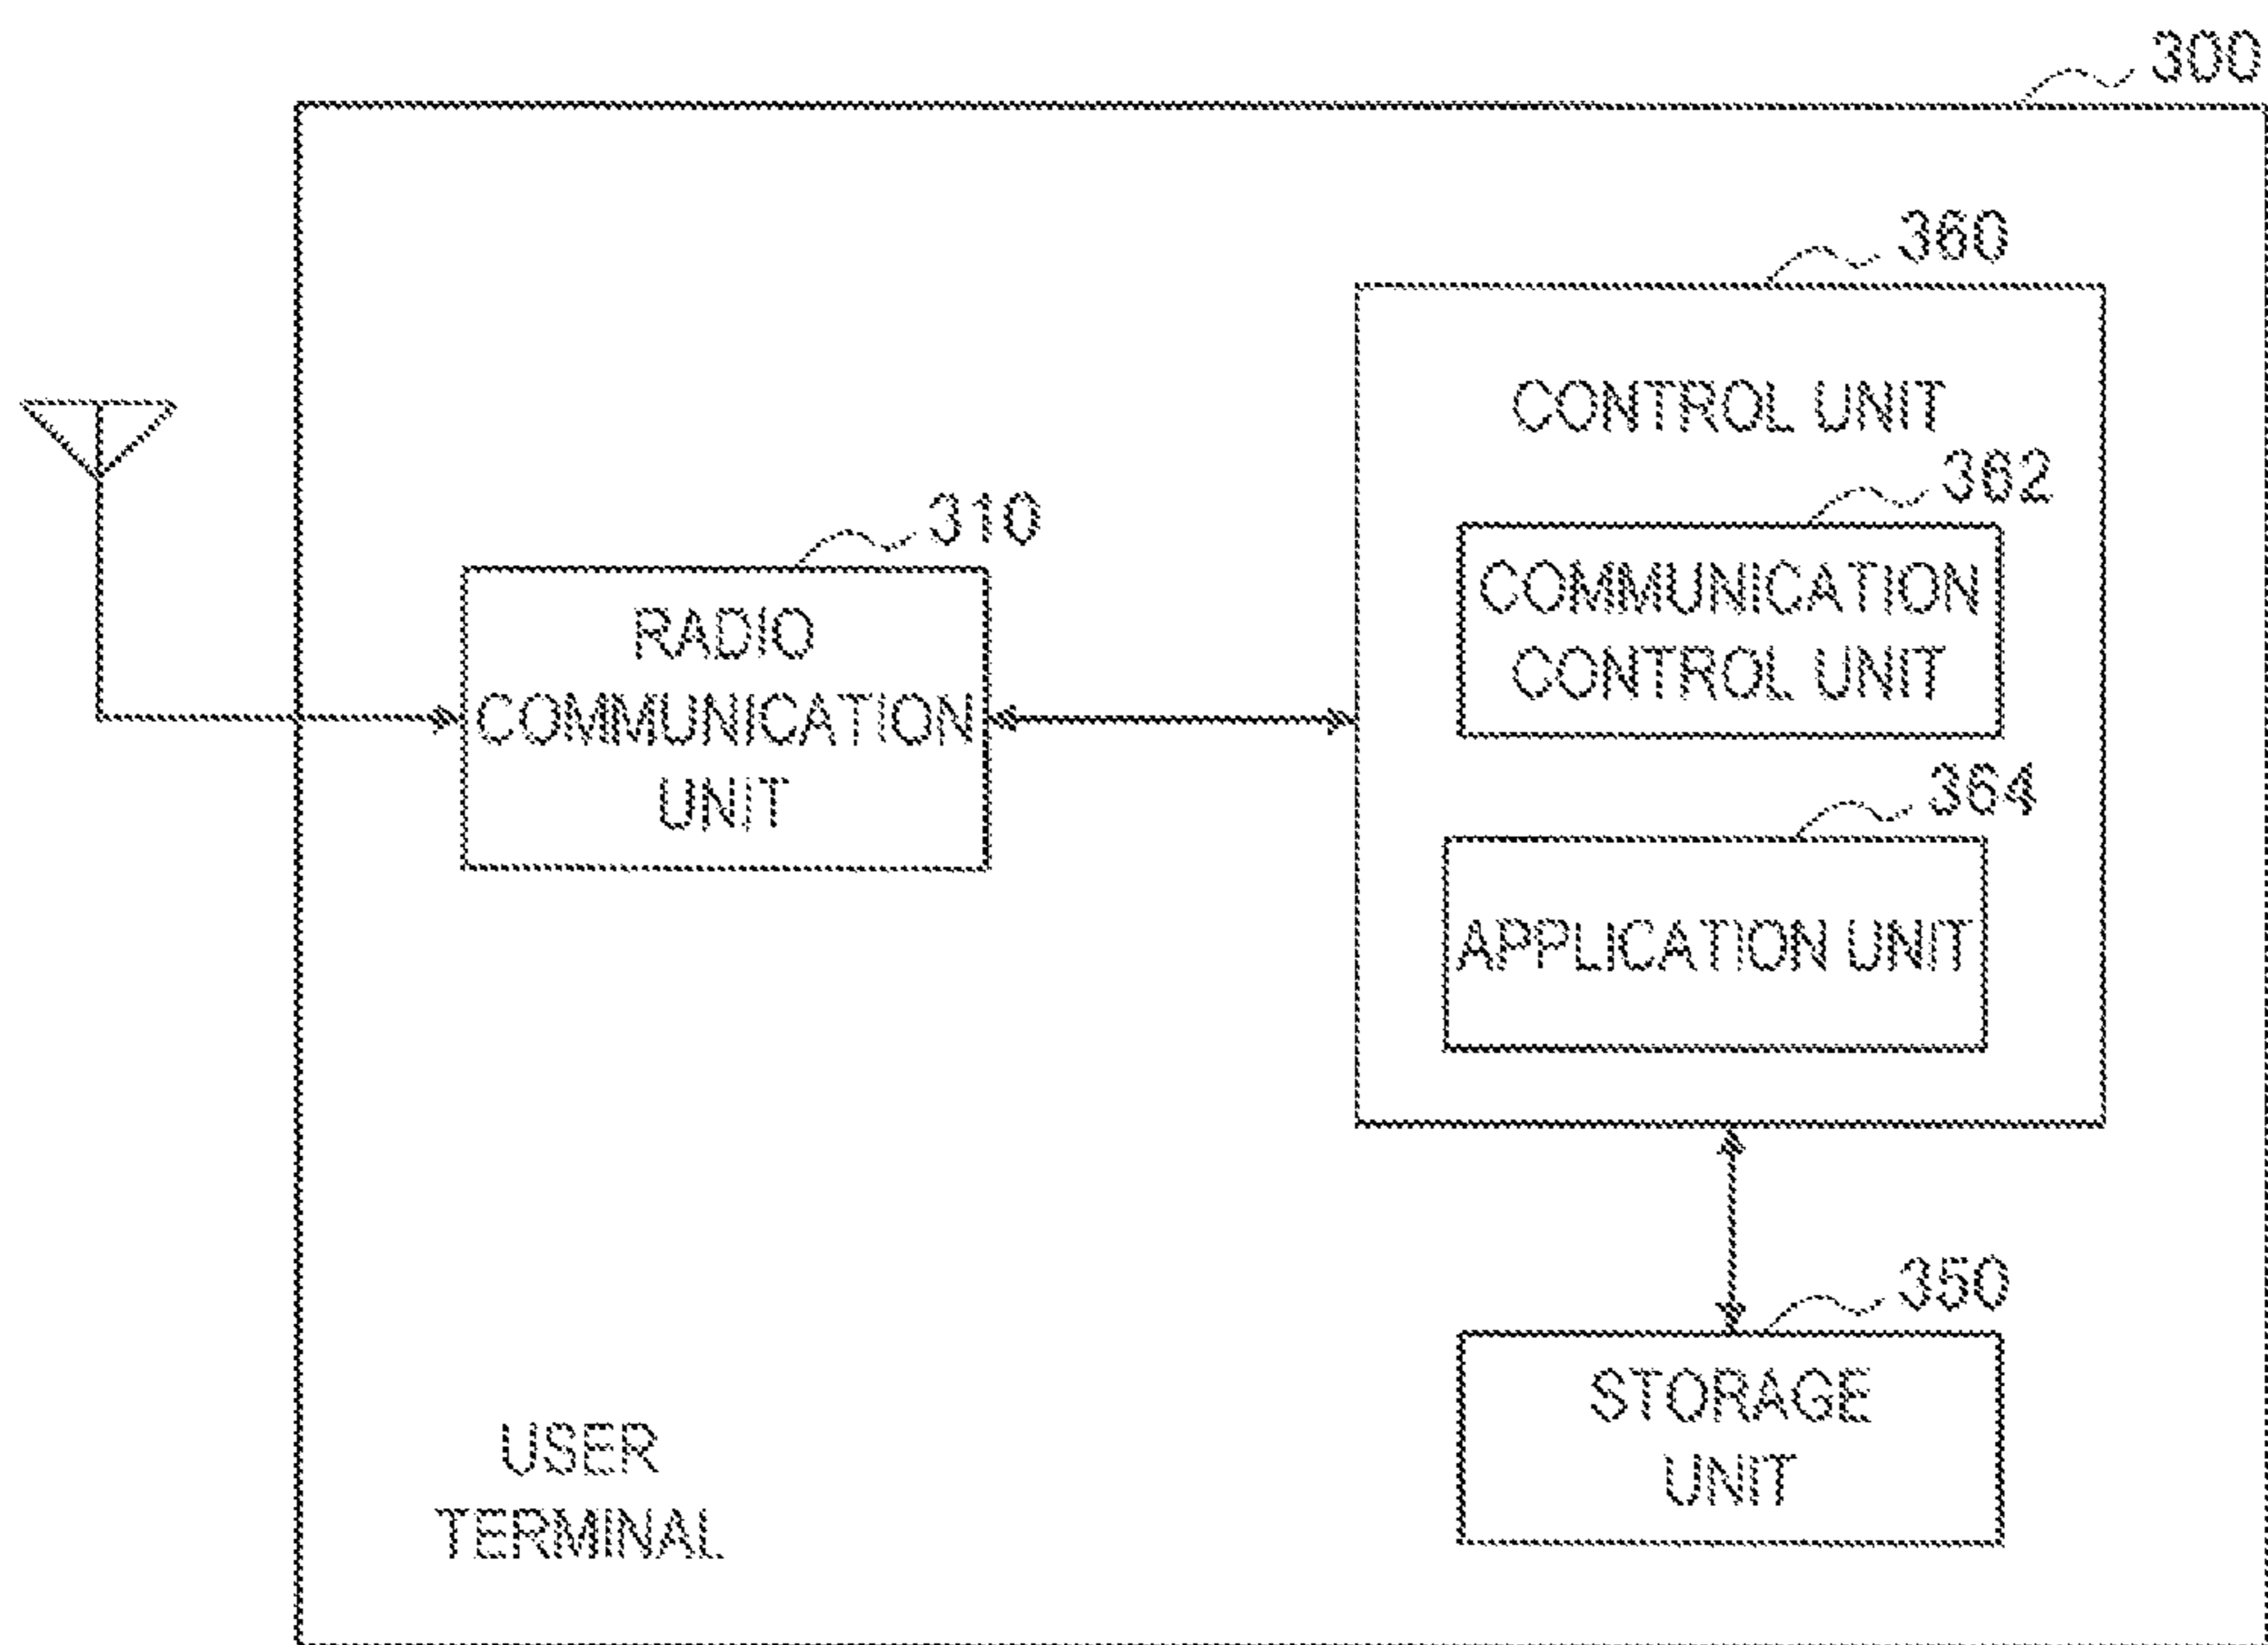 300
360
CONTROL UNIT
362
COMMUNICATION
CONTROL UNIT
310
RADIO
COMMUNICATION
UNIT
364
APPLICATION UNIT
350
STORAGE
UNIT
USER
TERMINAL